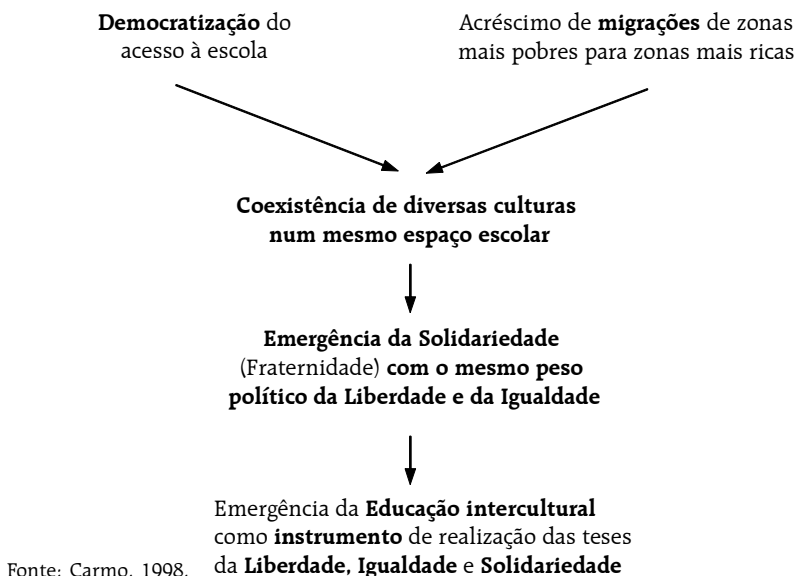 Democratização do
acesso à escola
Acréscimo de migrações de zonas
mais pobres para zonas mais ricas
Coexistência de diversas culturas
num mesmo espaço escolar
Emergência da Solidariedade
(Fraternidade) com o mesmo peso
político da Liberdade e da Igualdade
Emergência da Educação intercultural
como instrumento de realização das teses
da Liberdade, Igualdade e Solidariedade
Fonte: Carmo, 1998.